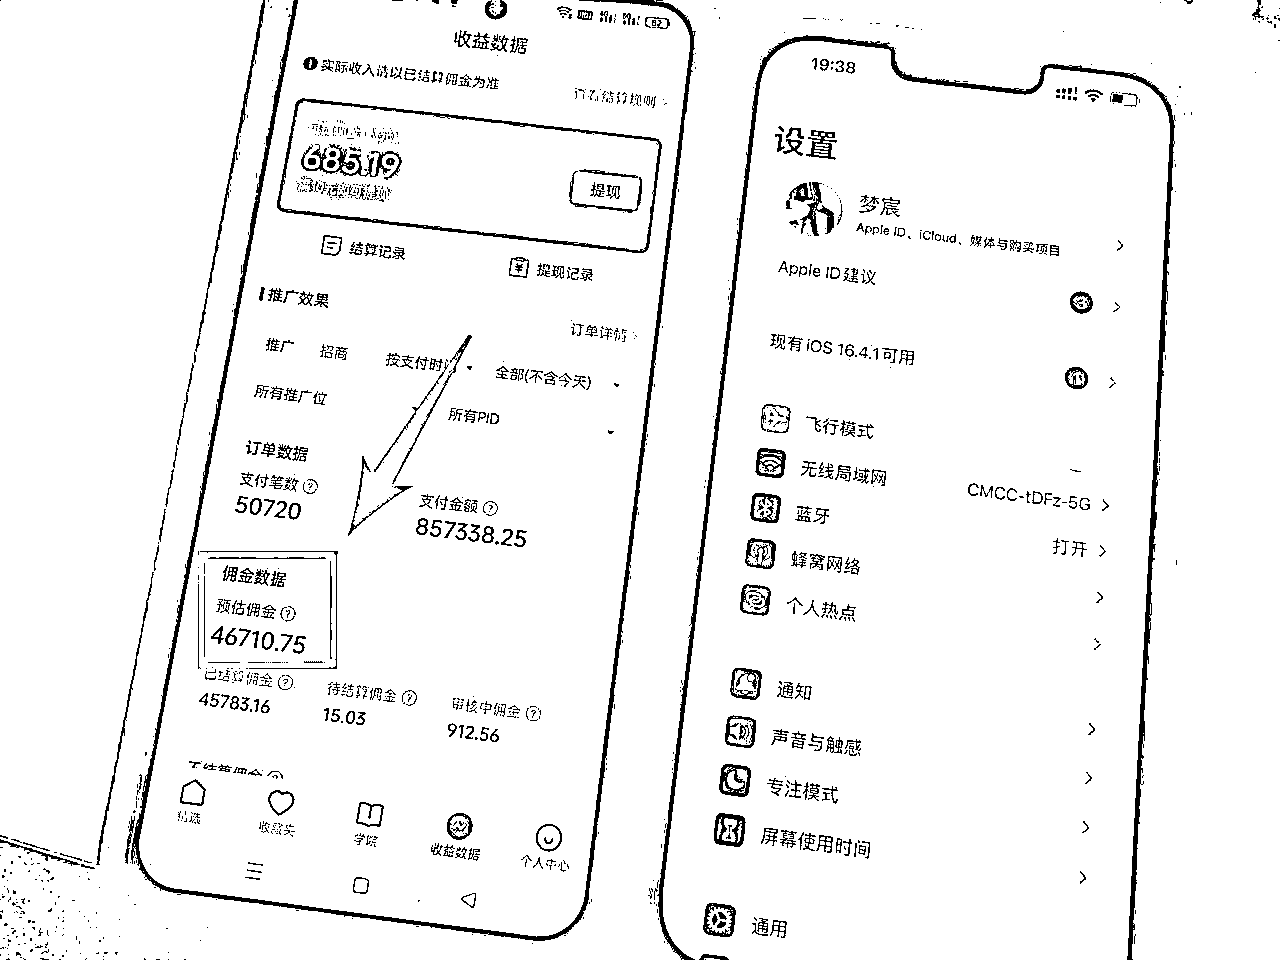 收益数据
实际收入请以已结算佣金为准
查看结算规则
685.19
提现
结算记录
提现记录
推广效果
订单详情
推广 招商 按支付时 全部(不含今天)
所有推广位 所有PID
订单数据
支付笔数 支付金额
50720 857338.25
佣金数据
预估佣金
46710.75
已结算佣金 待结算佣金 审核中佣金
45783.16 15.03 912.56
精选 收藏夹 学院 收益数据 个人中心
19:38
设置
梦宸
Apple ID、iCloud、媒体与购买项目
Apple ID建议
现有 iOS 16.4.1可用
飞行模式
无线局域网 CMCC-tDFz-5G
蓝牙 打开
蜂窝网络
个人热点
通知
声音与触感
专注模式
屏幕使用时间
通用